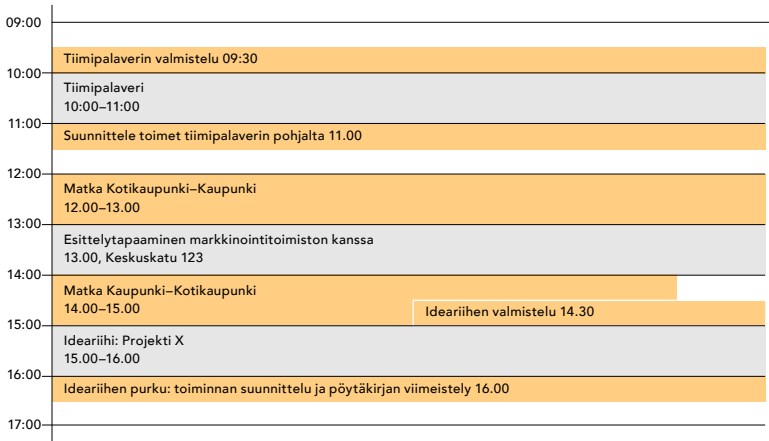 09:00
Tiimipalaverin valmistelu 09:30
10:00
Tiimipalaveri
10:00–11:00
11:00
Suunnittele toimet tiimipalaverin pohjalta 11.00
12:00
Matka Kotikaupunki–Kaupunki
12.00–13.00
13:00
Esittelytapaaminen markkinointitoimiston kanssa
13.00, Keskuskatu 123
14:00
Matka Kaupunki–Kotikaupunki
14.00–15.00
Ideariihen valmistelu 14.30
15:00
Ideariihi: Projekti X
15.00–16.00
16:00
Ideariihen purku: toiminnan suunnittelu ja pöytäkirjan viimeistely 16.00
17:00